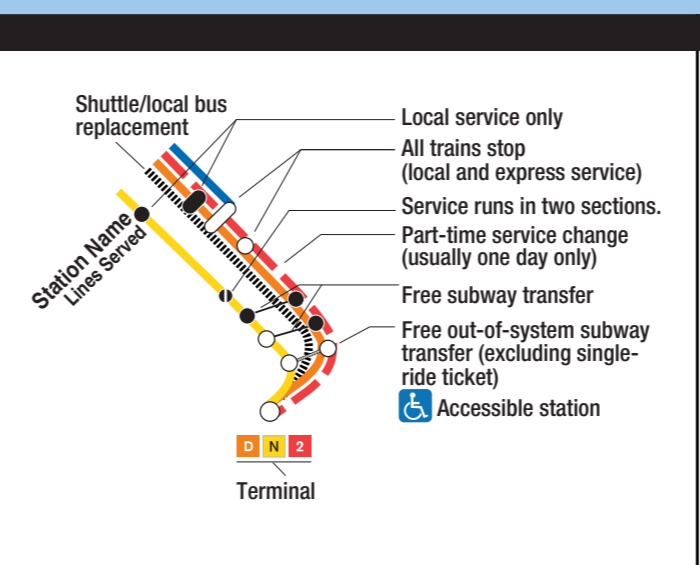 Shuttle/local bus
replacement
Local service only
All trains stop
(local and express service)
Service runs in two sections.
Part-time service change
(usually one day only)
Station Name
Lines Served
Free subway transfer
Free out-of-system subway
transfer (excluding single-
ride ticket)
Accessible station
D N 2
Terminal